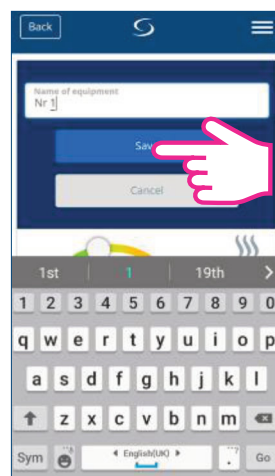 Back
Name of equipment
Nr 1
Sav
Cancel
1st 1 19th
1 2 3 4 5 6 7 8 9 0
q w e r t y u i o p
a s d f g h j k l
z x c v b n m
Sym English(UK) . Go